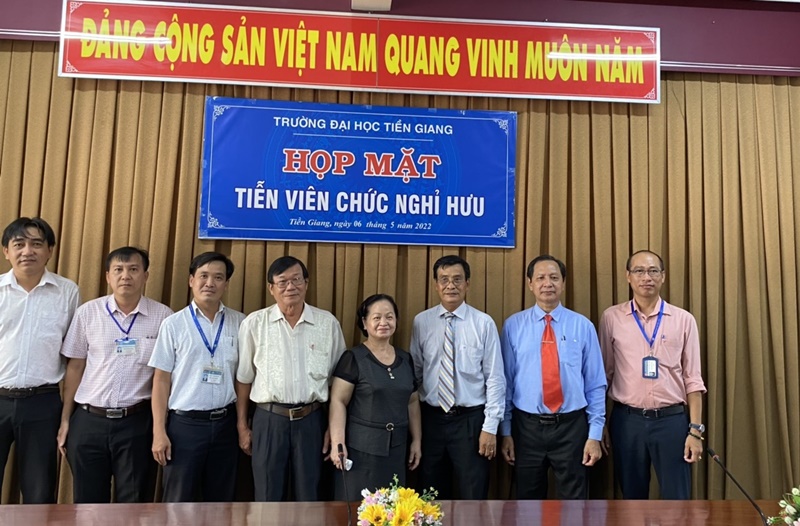 ĐẢNG CỘNG SẢN VIỆT NAM QUANG VINH MUÔN NĂM
TRƯỜNG ĐẠI HỌC TIỀN GIANG
HỌP MẶT
TIỄN VIÊN CHỨC NGHỈ HƯU
Tiền Giang, ngày 06 tháng 5 năm 2022